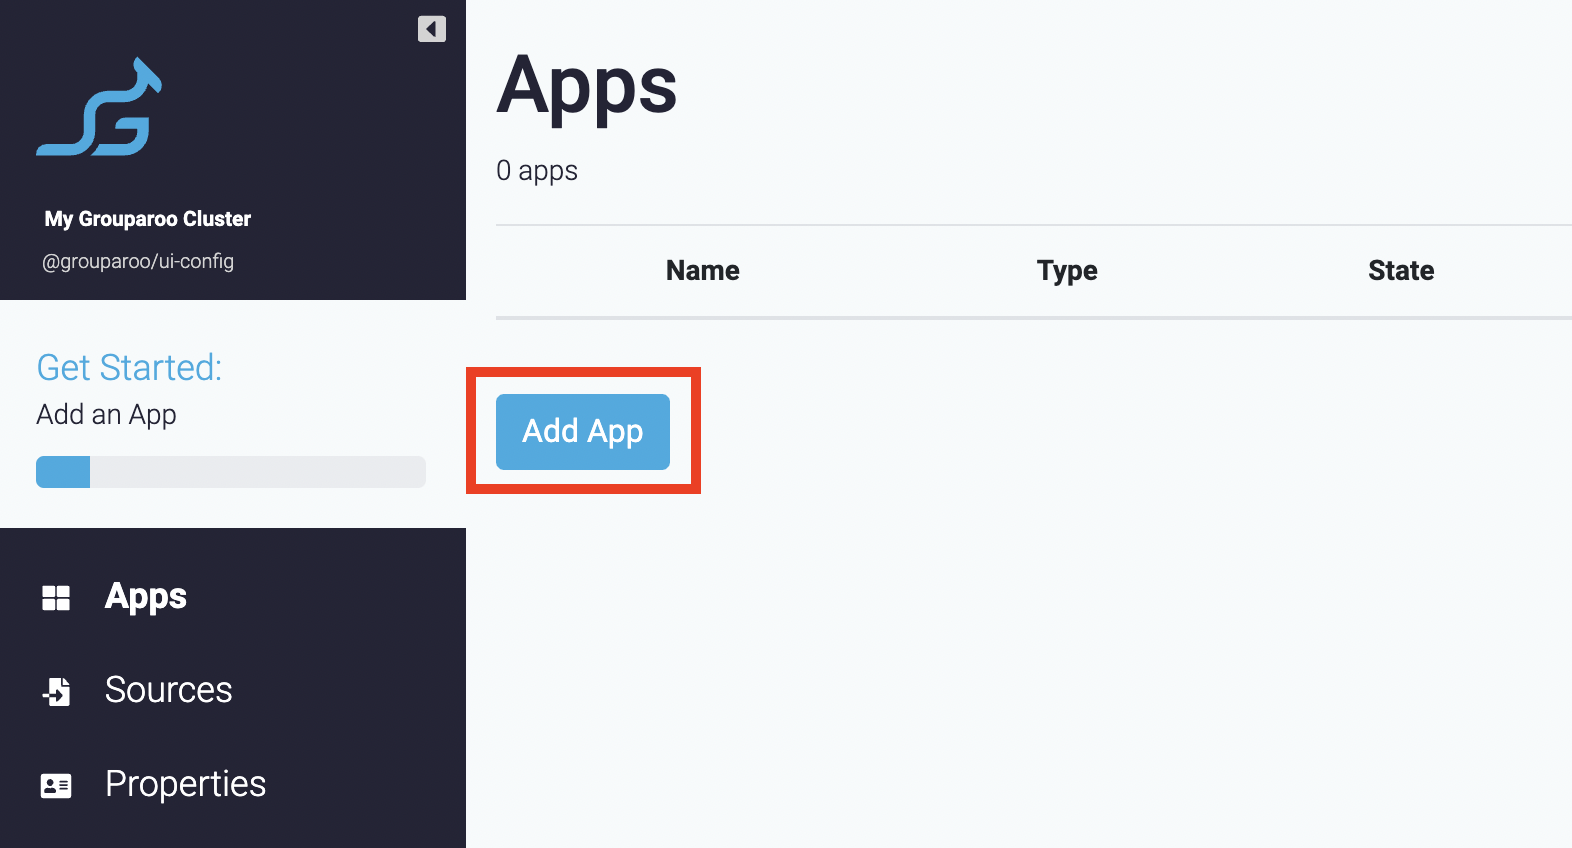 My Grouparoo Cluster
@grouparoo/ui-config
Get Started:
Add an App
Apps
Sources
Properties
Apps
0 apps
Name Type State
Add App